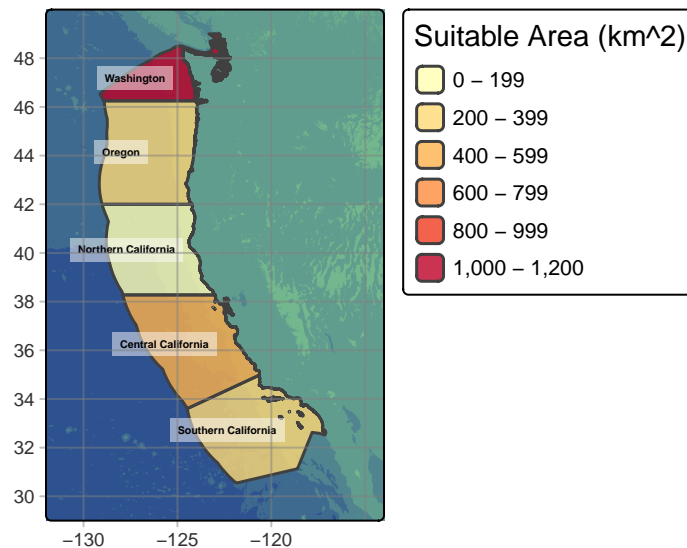 Suitable Area (km^2)
0 – 199
200 – 399
400 – 599
600 – 799
800 – 999
1,000 – 1,200
48
46
44
42
40
38
36
34
32
30
Washington
Oregon
Northern California
Central California
Southern California
−130
−125
−120